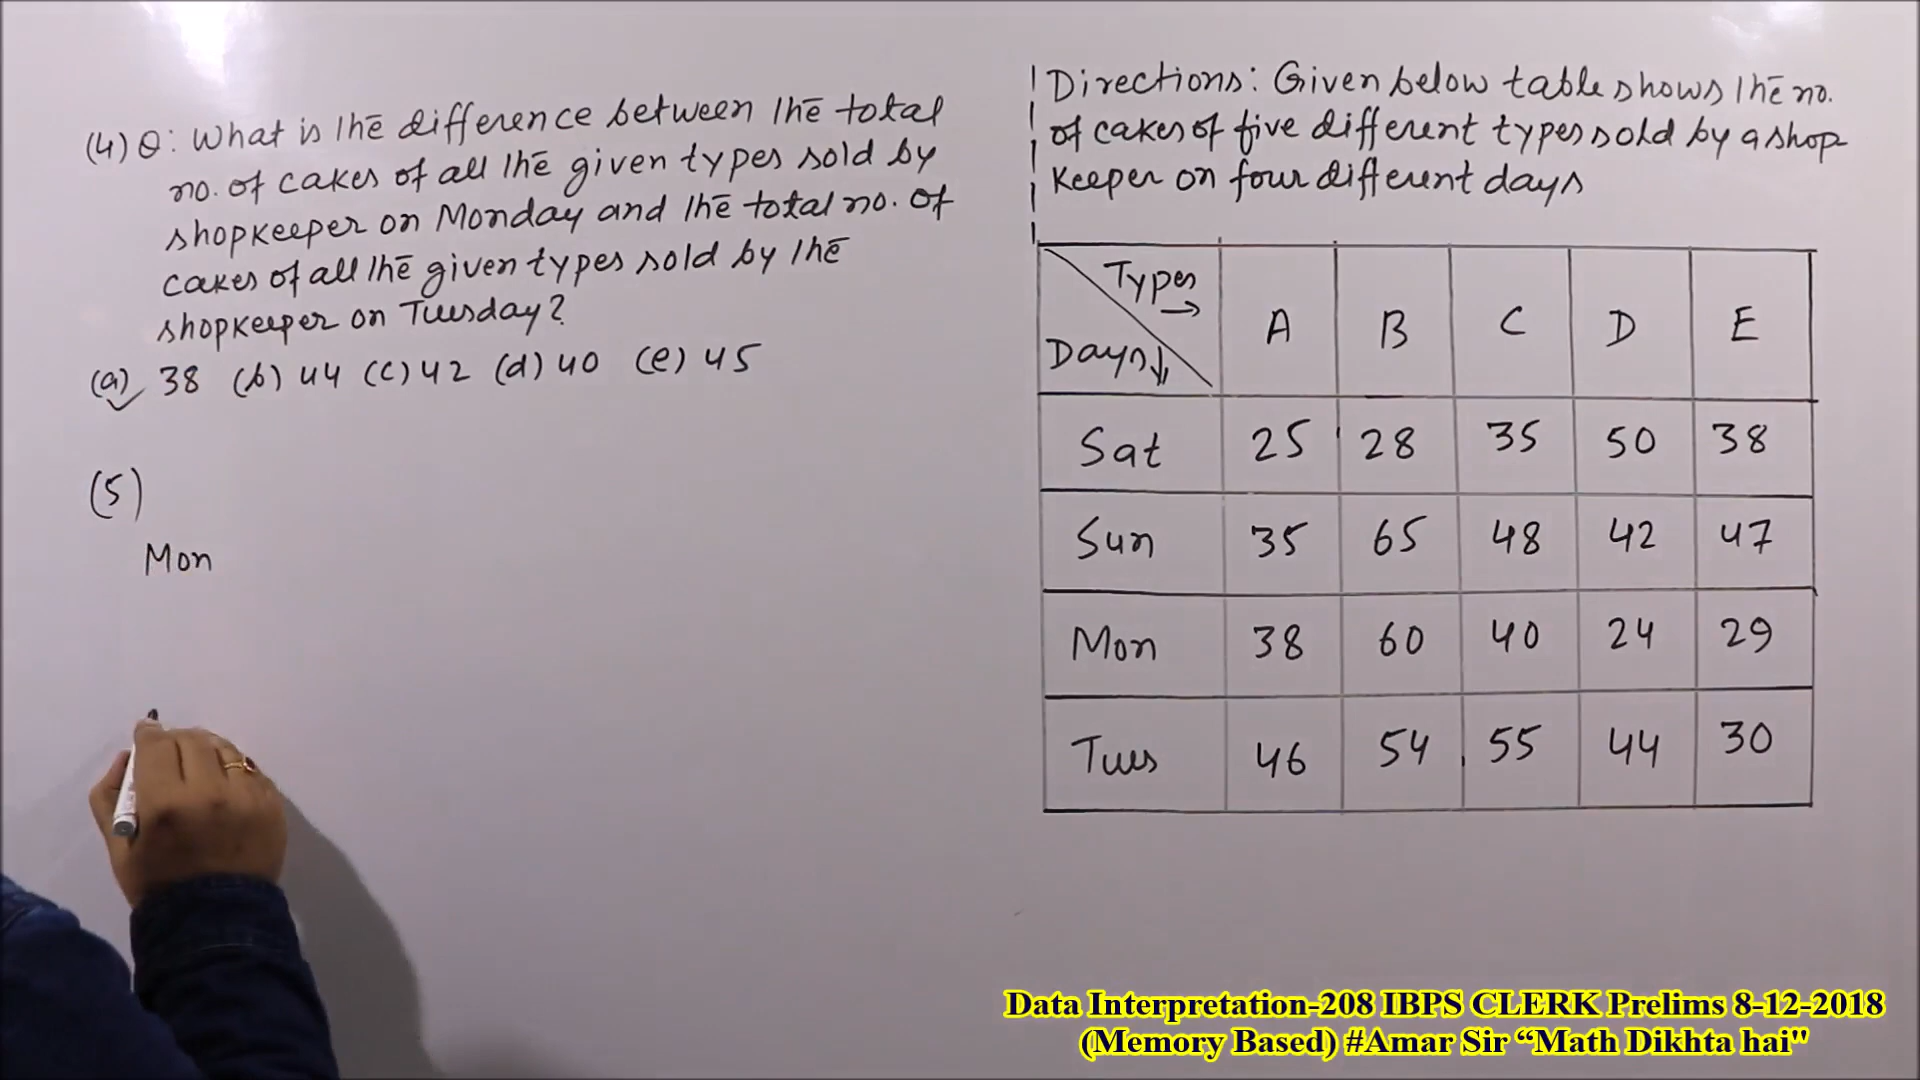 (4) Q: What is the difference between the total
no. of cakes of all the given types sold by
shopkeeper on Monday and the total no. of
cakes of all the given types sold by the
shopkeeper on Tuesday?
(a) 38 (b) 44 (c) 42 (d) 40 (e) 45
(5)
Mon
Directions: Given below table shows the no.
of cakes of five different types sold by a shop
keeper on four different days
Types → Days ↓ A B C D E
Sat 25 28 35 50 38
Sun 35 65 48 42 47
Mon 38 60 40 24 29
Tues 46 54 55 44 30
Data Interpretation-208 IBPS CLERK Prelims 8-12-2018
(Memory Based) #Amar Sir “Math Dikhta hai"